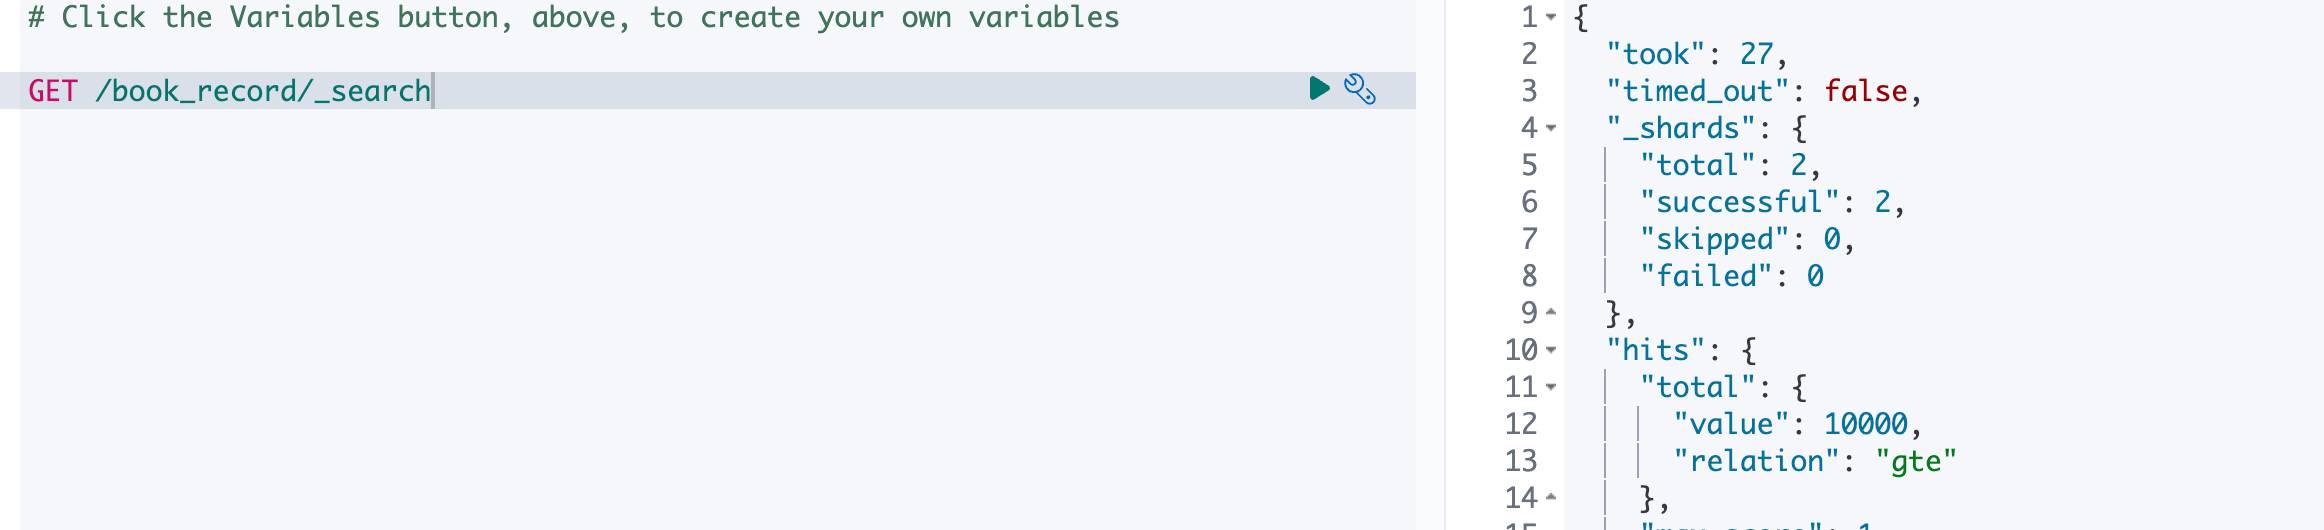 # Click the Variables button, above, to create your own variables
GET /book_record/_search
1 {
2 "took": 27,
3 "timed_out": false,
4 "_shards": {
5 "total": 2,
6 "successful": 2,
7 "skipped": 0,
8 "failed": 0
9 },
10 "hits": {
11 "total": {
12 "value": 10000,
13 "relation": "gte"
14 },